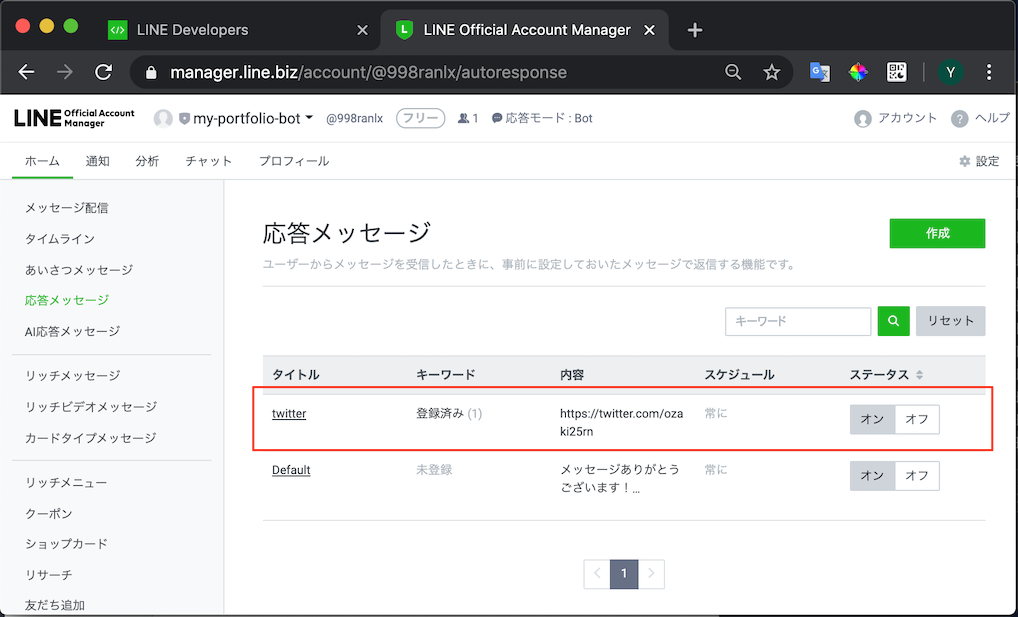 LINE Developers
LINE Official Account Manager
manager.line.biz/account/@998ranlx/autoresponse
Y
LINE Official Account Manager
my-portfolio-bot
@998ranlx
フリー
1
応答モード : Bot
アカウント
ヘルプ
ホーム
通知
分析
チャット
プロフィール
設定
メッセージ配信
タイムライン
あいさつメッセージ
応答メッセージ
AI応答メッセージ
リッチメッセージ
リッチビデオメッセージ
カードタイプメッセージ
リッチメニュー
クーポン
ショップカード
リサーチ
友だち追加
応答メッセージ
作成
ユーザーからメッセージを受信したときに、事前に設定しておいたメッセージで返信する機能です。
キーワード
リセット
タイトル キーワード 内容 スケジュール ステータス
twitter 登録済み (1) https://twitter.com/oza 常に オン オフ
ki25rn
Default 未登録 メッセージありがとう 常に オン オフ
ございます！...
1